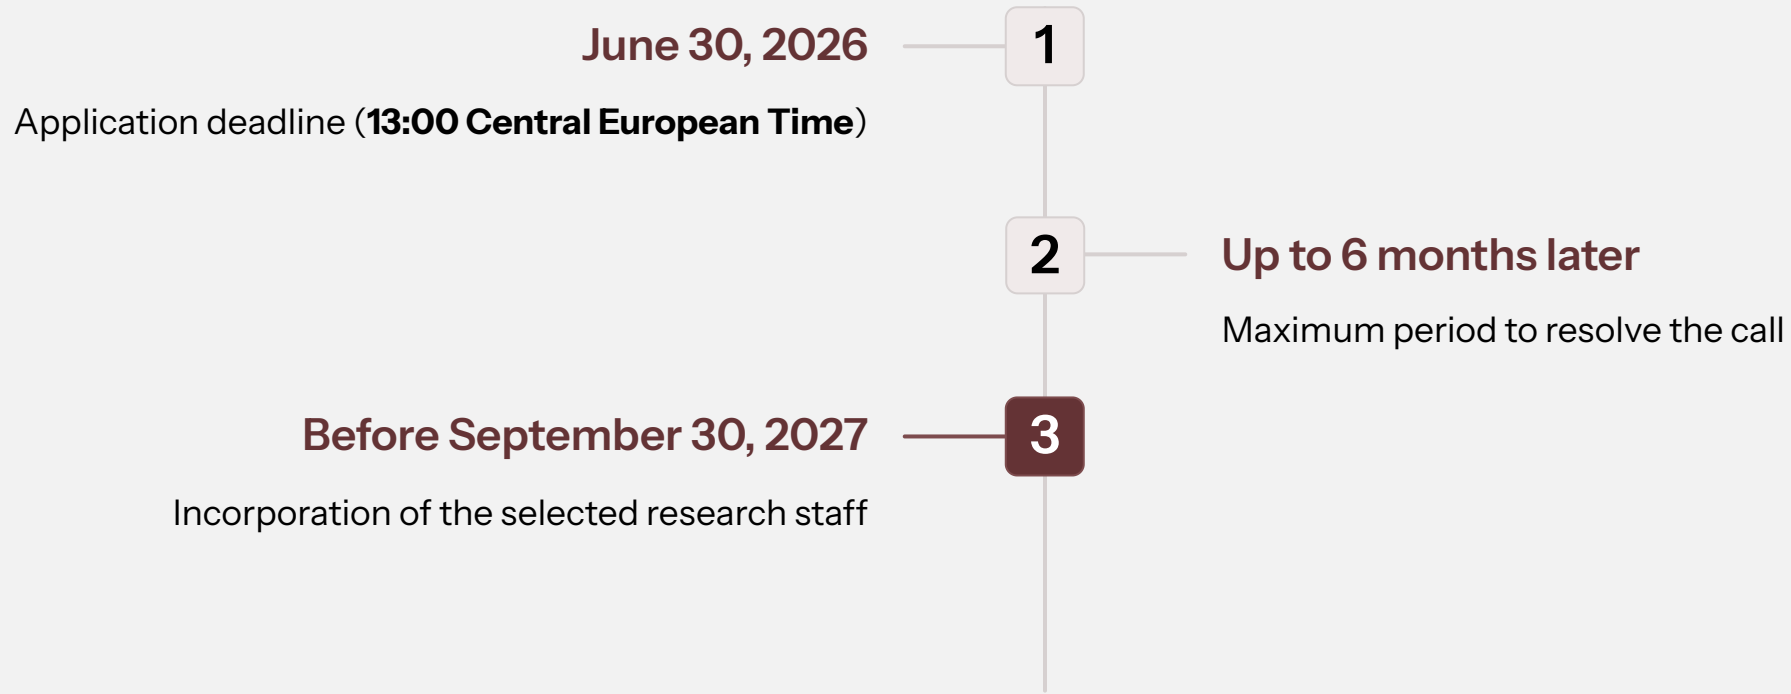 June 30, 2026
1
Application deadline (13:00 Central European Time)
2
Up to 6 months later
Maximum period to resolve the call
Before September 30, 2027
3
Incorporation of the selected research staff